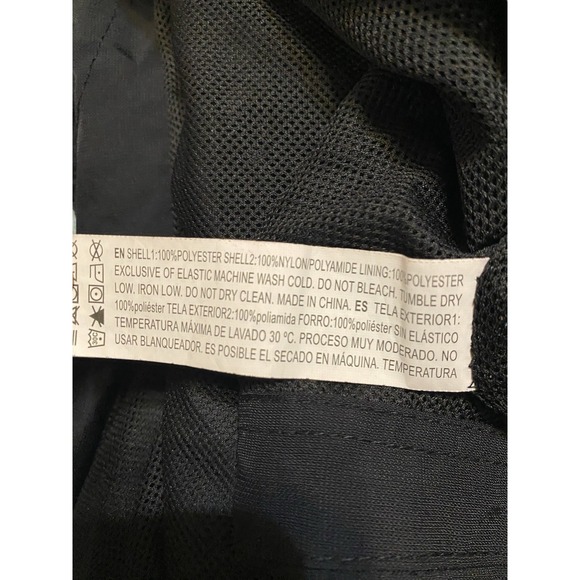 EN SHELL1:100%POLYESTER SHELL2:100%NYLON/POLYAMIDE LINING:100%POLYESTER
EXCLUSIVE OF ELASTIC MACHINE WASH COLD. DO NOT BLEACH. TUMBLE DRY
LOW. IRON LOW. DO NOT DRY CLEAN. MADE IN CHINA. ES TELA EXTERIOR1:
100%poliéster TELA EXTERIOR2:100%poliamida FORRO:100%poliéster SIN ELÁSTICO
TEMPERATURA MÁXIMA DE LAVADO 30 ºC. PROCESO MUY MODERADO. NO
USAR BLANQUEADOR. ES POSIBLE EL SECADO EN MÁQUINA. TEMPERATURA